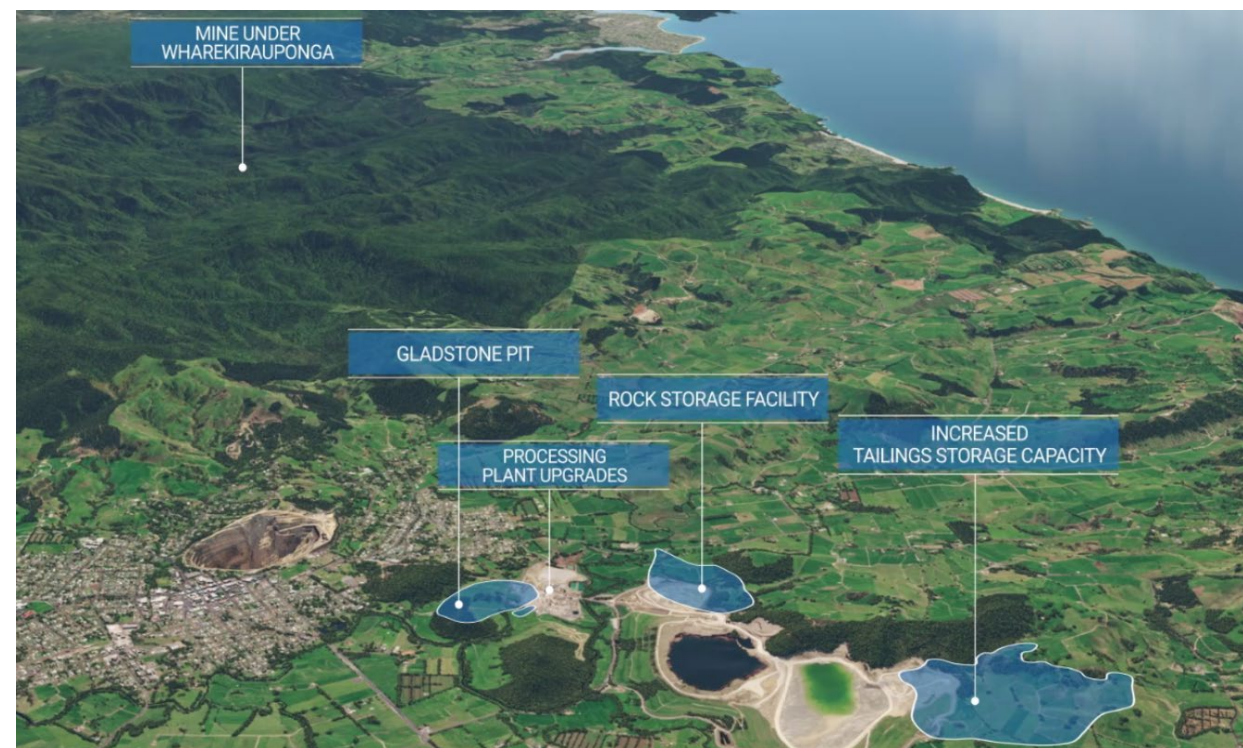 MINE UNDER
WHAREKIRAUPONGA
GLADSTONE PIT
ROCK STORAGE FACILITY
INCREASED
TAILINGS STORAGE CAPACITY
PROCESSING
PLANT UPGRADES